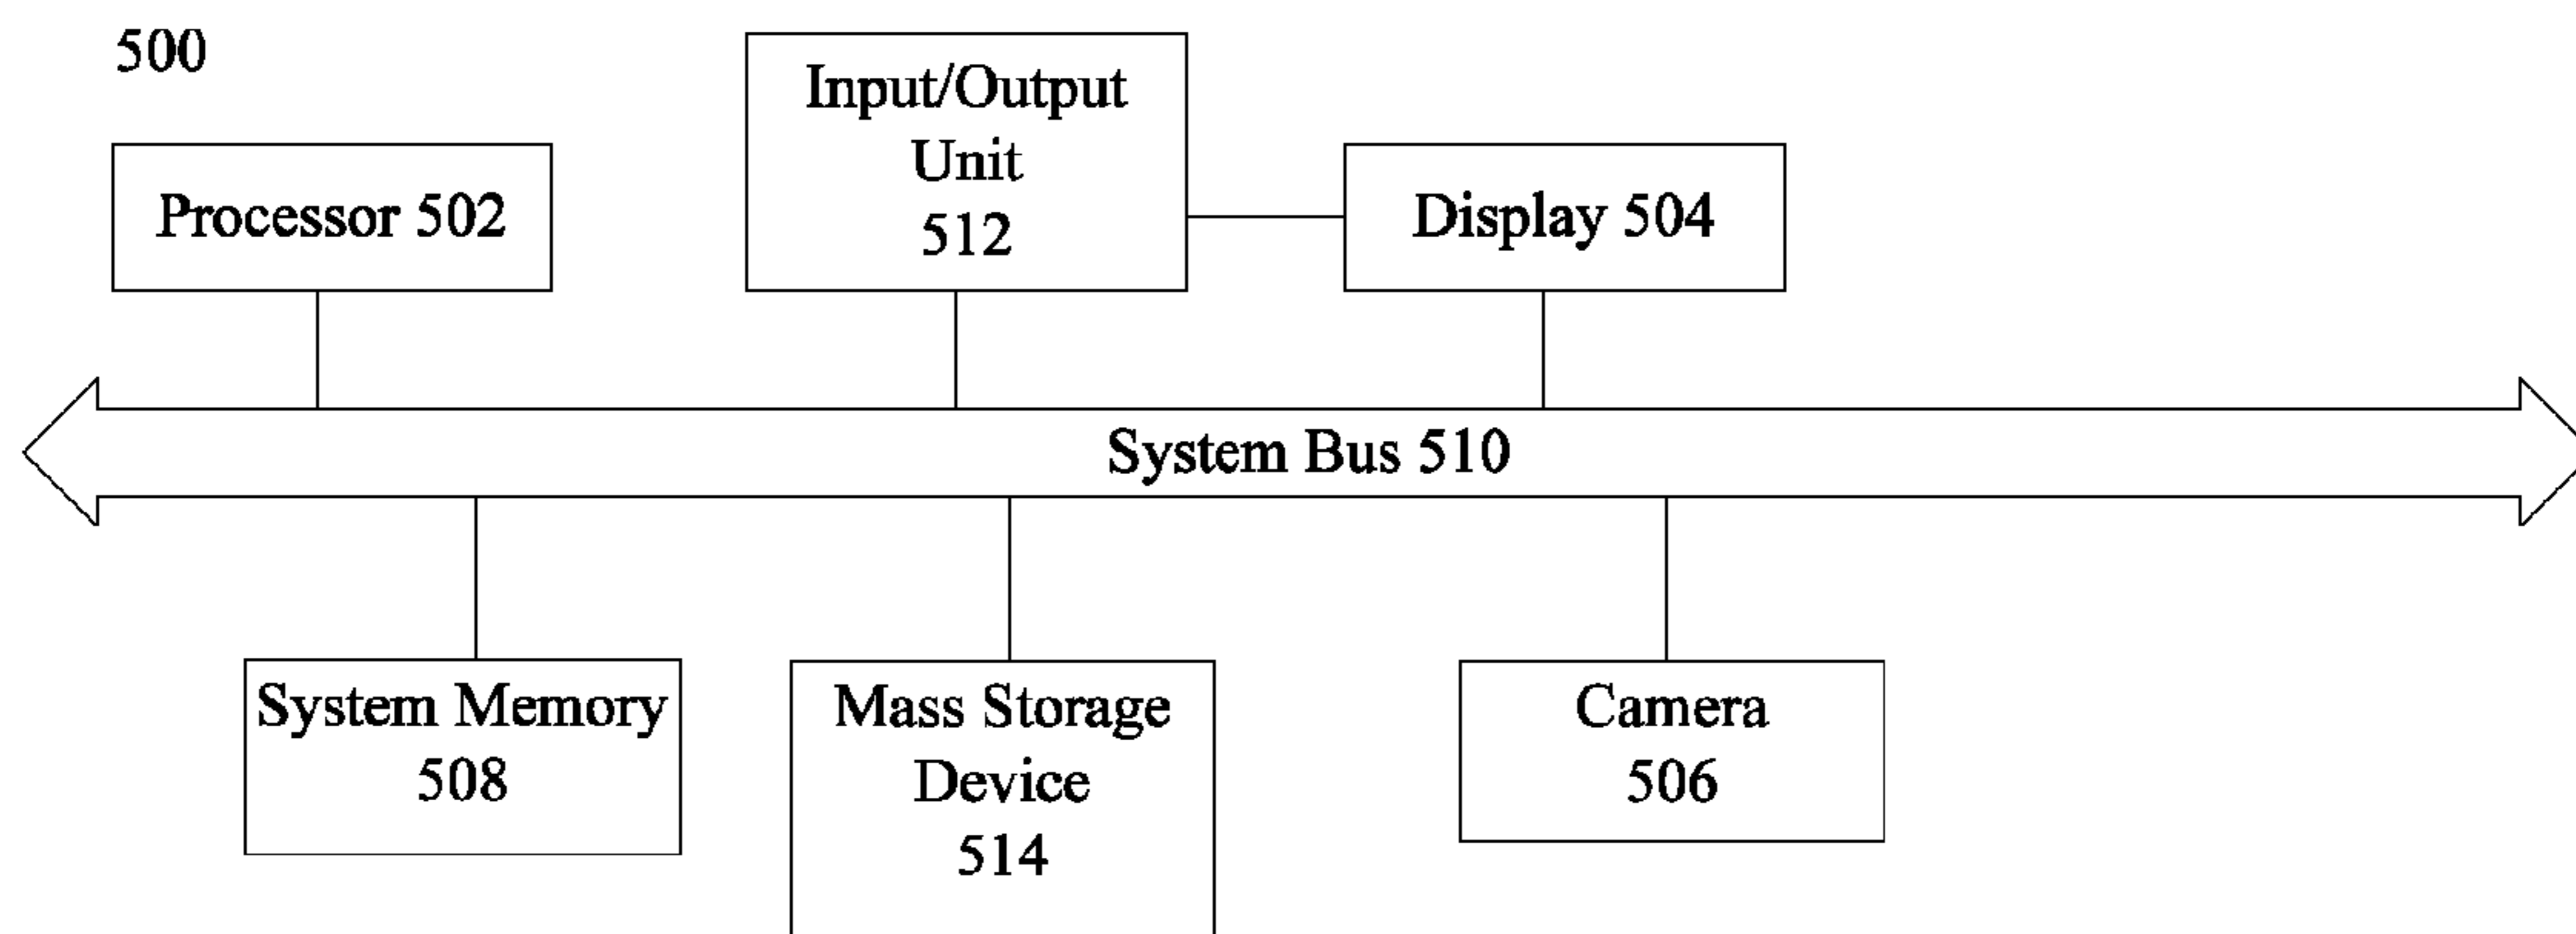 500
Input/Output
Unit
512
Processor 502
Display 504
System Bus 510
System Memory
508
Mass Storage
Device
514
Camera
506